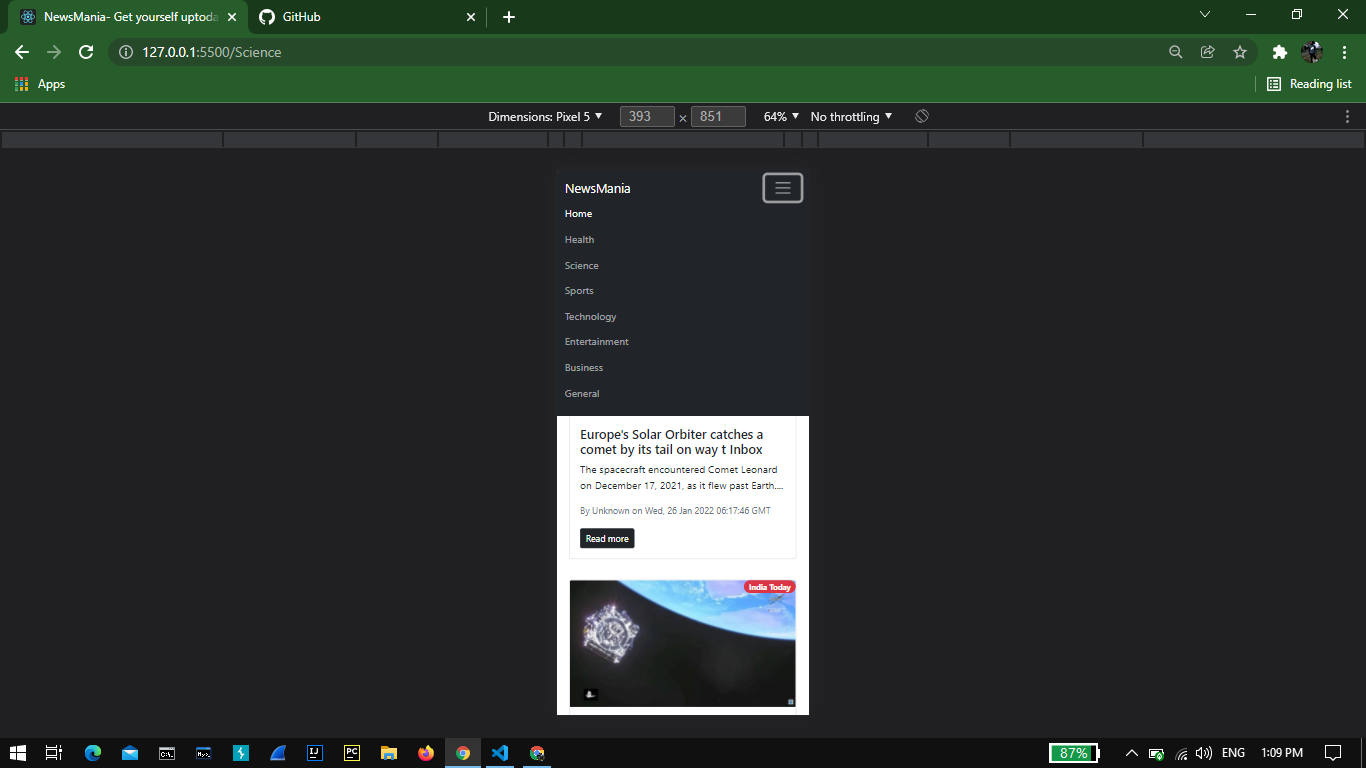 NewsMania- Get yourself uptoda
GitHub
127.0.0.1:5500/Science
Apps
Reading list
Dimensions: Pixel 5
393 × 851
64%
No throttling
NewsMania
Home
Health
Science
Sports
Technology
Entertainment
Business
General
Europe's Solar Orbiter catches a
comet by its tail on way t Inbox
The spacecraft encountered Comet Leonard
on December 17, 2021, as it flew past Earth....
By Unknown on Wed, 26 Jan 2022 06:17:46 GMT
Read more
India Today
IJ
PC
87%
ENG
1:09 PM